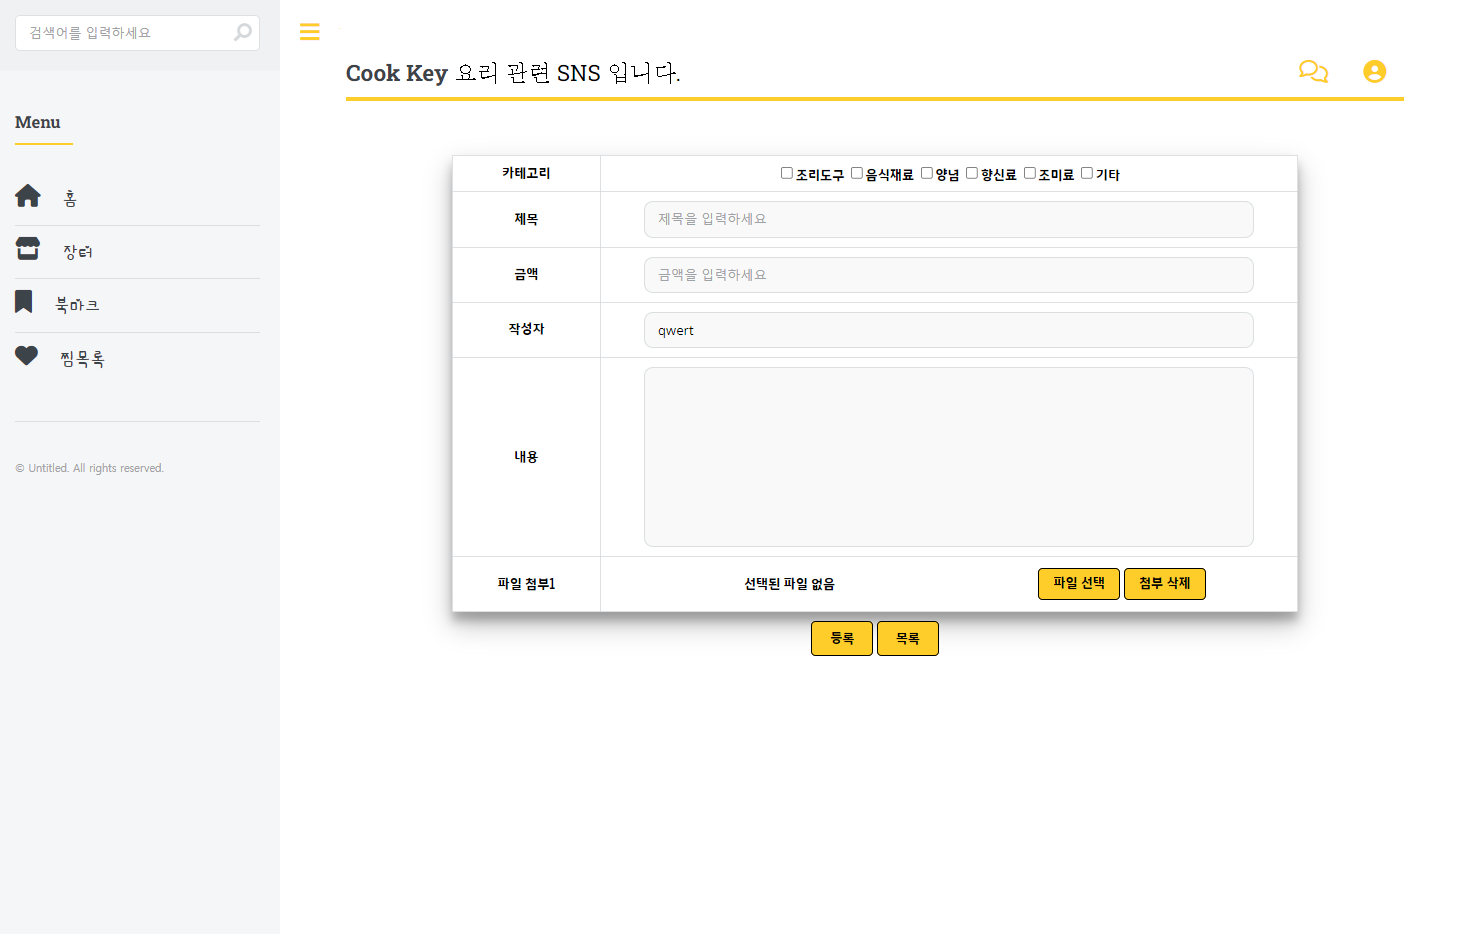 검색어를 입력하세요
Cook Key 요리 관련 SNS 입니다.
Menu
홈
장터
북마크
찜목록
© Untitled. All rights reserved.
카테고리 조리도구 음식재료 양념 향신료 조미료 기타
제목 제목을 입력하세요
금액 금액을 입력하세요
작성자 qwert
내용
파일 첨부1 선택된 파일 없음 파일 선택 첨부 삭제
등록 목록